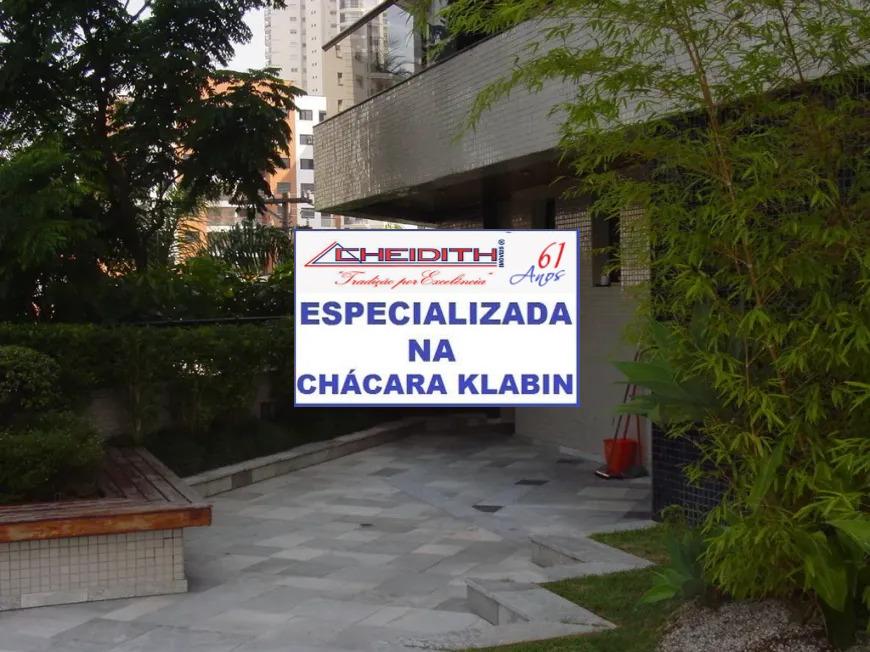 CHEIDITH IMÓVEIS ®
61
Anos
"Tradição por Excelência"
ESPECIALIZADA
NA
CHÁCARA KLABIN